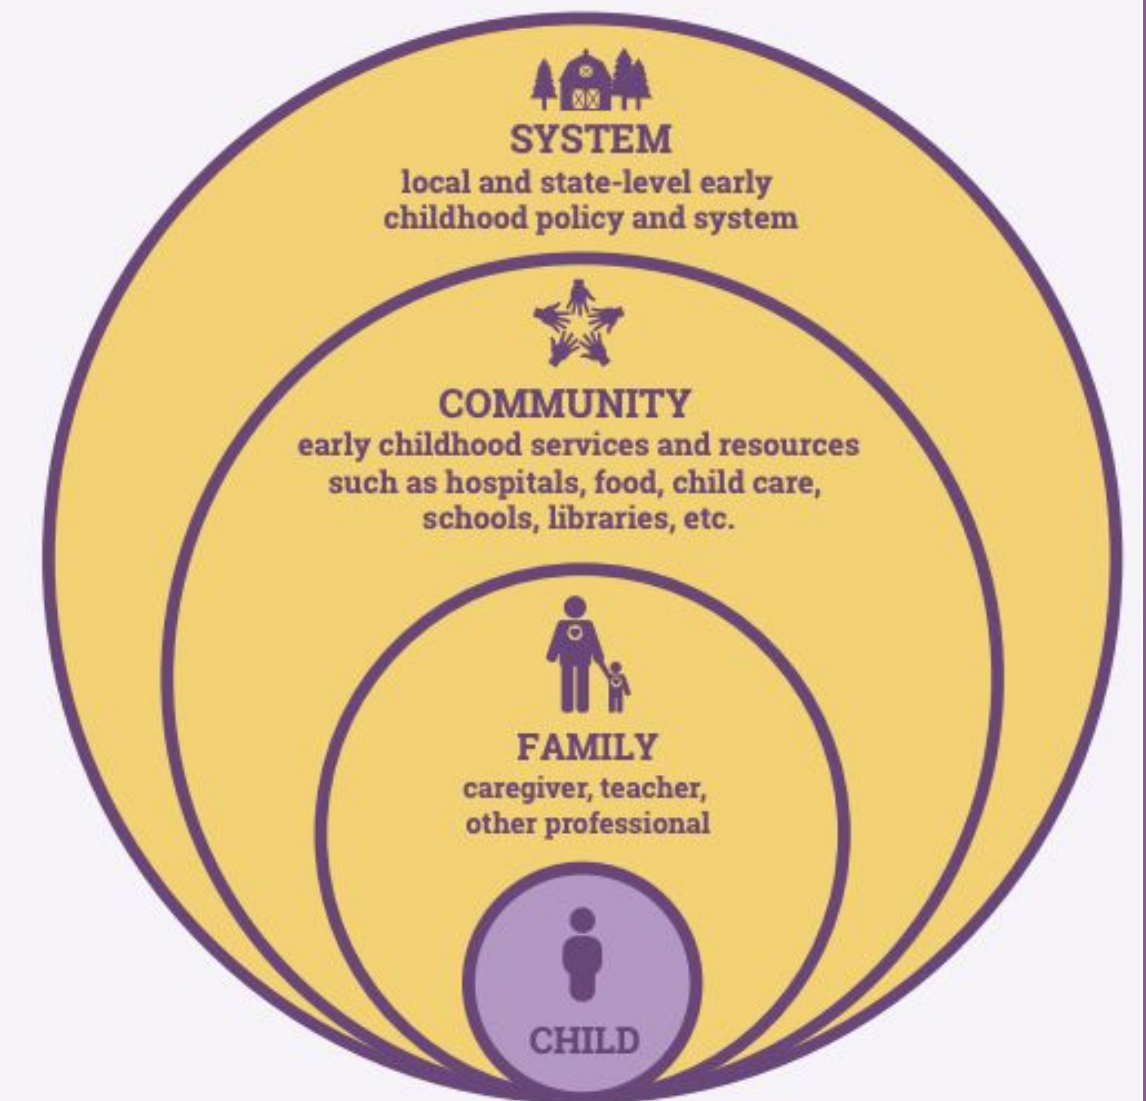 SYSTEM
local and state-level early
childhood policy and system
COMMUNITY
early childhood services and resources
such as hospitals, food, child care,
schools, libraries, etc.
FAMILY
caregiver, teacher,
other professional
CHILD